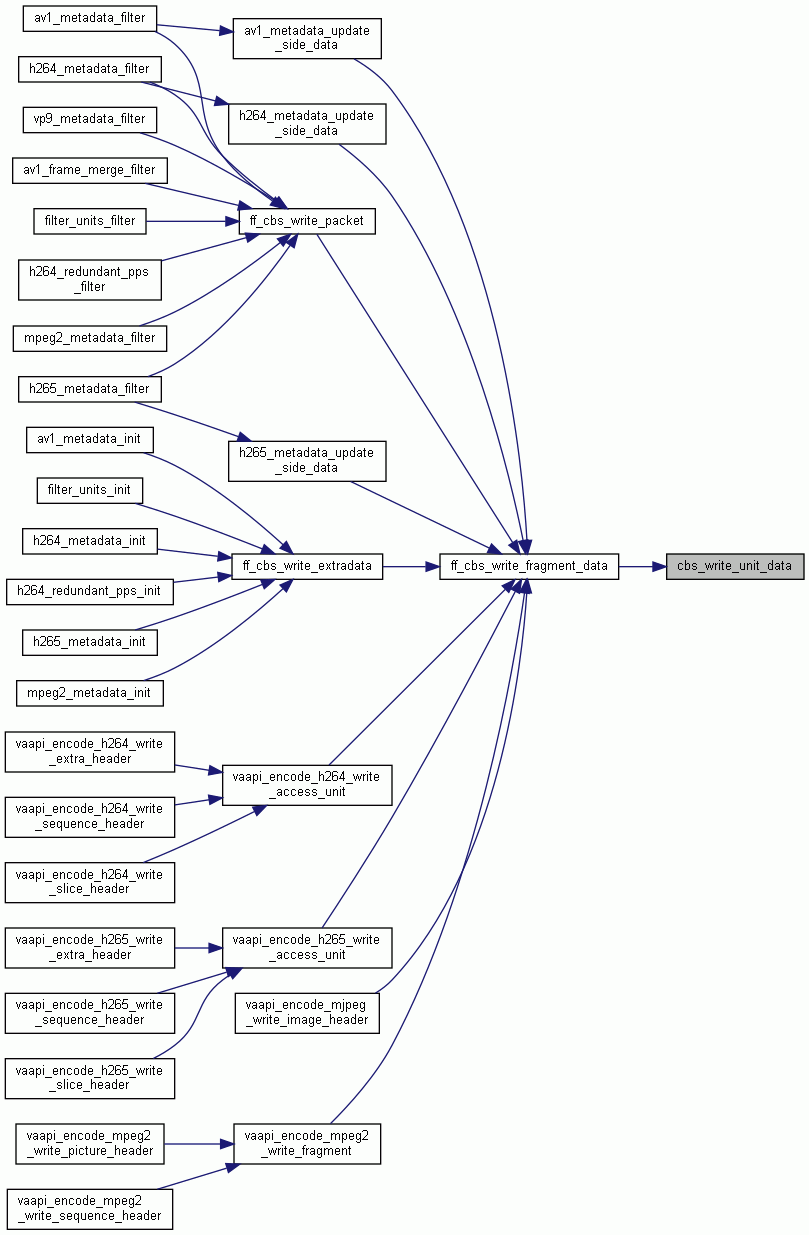 av1_metadata_filter
av1_metadata_update
_side_data
h264_metadata_filter
h264_metadata_update
_side_data
vp9_metadata_filter
av1_frame_merge_filter
filter_units_filter
ff_cbs_write_packet
h264_redundant_pps
_filter
mpeg2_metadata_filter
h265_metadata_filter
av1_metadata_init
h265_metadata_update
_side_data
filter_units_init
h264_metadata_init
ff_cbs_write_extradata
ff_cbs_write_fragment_data
cbs_write_unit_data
h264_redundant_pps_init
h265_metadata_init
mpeg2_metadata_init
vaapi_encode_h264_write
_extra_header
vaapi_encode_h264_write
_access_unit
vaapi_encode_h264_write
_sequence_header
vaapi_encode_h264_write
_slice_header
vaapi_encode_h265_write
_extra_header
vaapi_encode_h265_write
_access_unit
vaapi_encode_h265_write
_sequence_header
vaapi_encode_mjpeg
_write_image_header
vaapi_encode_h265_write
_slice_header
vaapi_encode_mpeg2
_write_picture_header
vaapi_encode_mpeg2
_write_fragment
vaapi_encode_mpeg2
_write_sequence_header